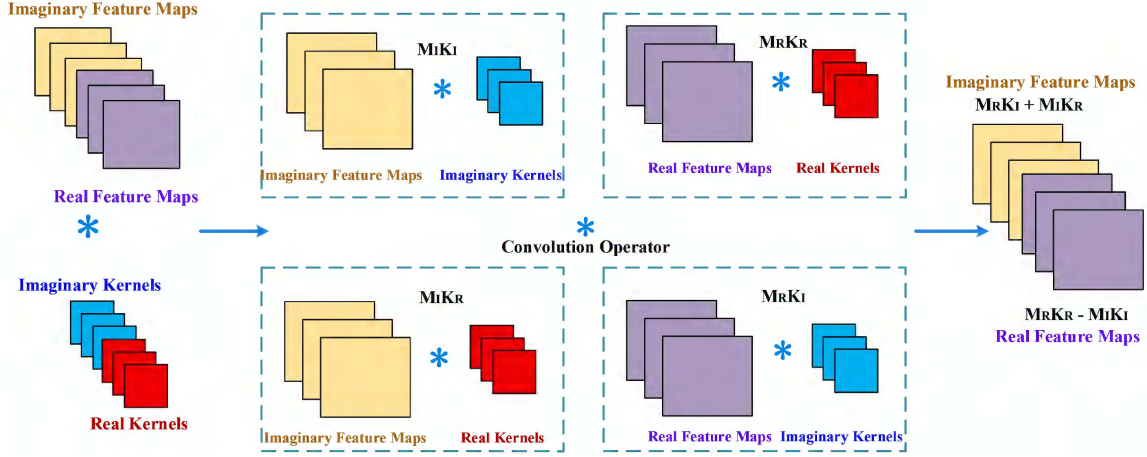 Imaginary Feature Maps
Real Feature Maps
*
Imaginary Kernels
Real Kernels
MIKI
*
Imaginary Feature Maps
Imaginary Kernels
MRKR
*
Real Feature Maps
Real Kernels
*
Convolution Operator
MIKR
*
Imaginary Feature Maps
Real Kernels
MRKI
*
Real Feature Maps
Imaginary Kernels
Imaginary Feature Maps
MRKI + MIKR
MRKR - MIKI
Real Feature Maps